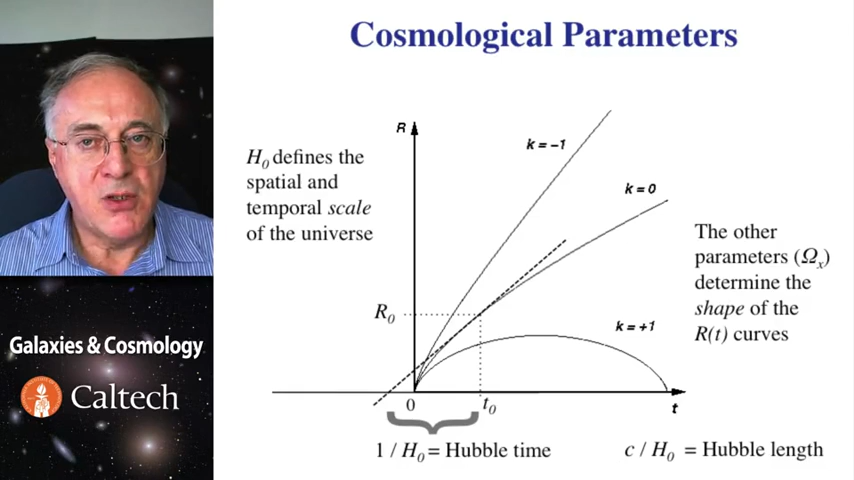 Cosmological Parameters
H₀ defines the
spatial and
temporal scale
of the universe
R
k = −1
k = 0
k = +1
R₀
0
t₀
t
The other
parameters (Ωₓ)
determine the
shape of the
R(t) curves
1 / H₀ = Hubble time
c / H₀ = Hubble length
Galaxies & Cosmology
Caltech